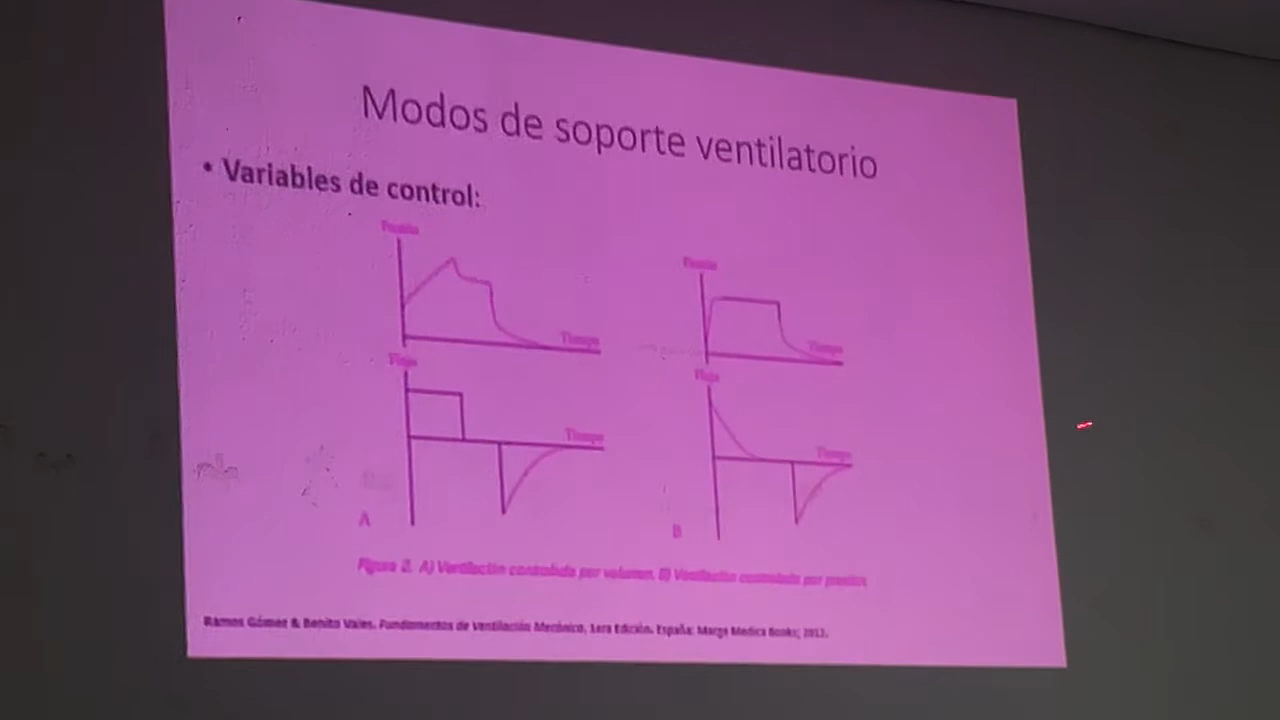 Modos de soporte ventilatorio
• Variables de control:
Presión
Presión
Tiempo
Tiempo
Flujo
Flujo
Tiempo
Tiempo
A
B
Figura 2. A) Ventilación controlada por volumen. B) Ventilación controlada por presión.
Ramos Gómez & Benito Vales. Fundamentos de Ventilación Mecánica, 1era Edición. España: Marge Medica Books; 2012.